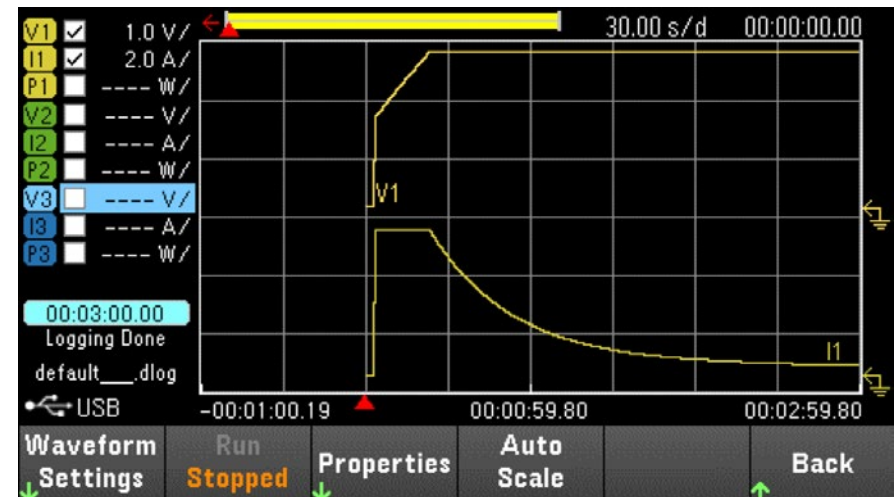 V1 1.0 V/ 30.00 s/d 00:00:00.00
I1 2.0 A/
P1 ---- W/
V2 ---- V/
I2 ---- A/
P2 ---- W/
V3 ---- V/
I3 ---- A/
P3 ---- W/
V1
I1
00:03:00.00
Logging Done
default___.dlog
USB
-00:01:00.19 00:00:59.80 00:02:59.80
Waveform Settings
Run Stopped
Properties
Auto Scale
Back